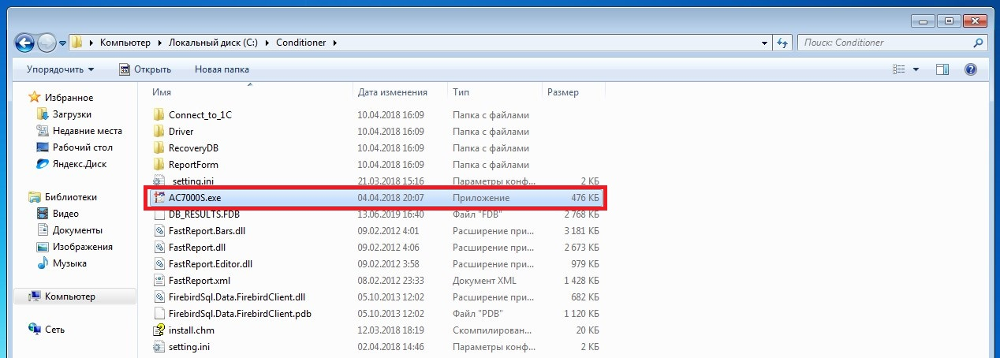 Компьютер Локальный диск (C:) Conditioner Поиск: Conditioner
Упорядочить Открыть Новая папка
Избранное
Загрузки
Недавние места
Рабочий стол
Яндекс.Диск
Библиотеки
Видео
Документы
Изображения
Музыка
Компьютер
Сеть
Имя Дата изменения Тип Размер
Connect_to_1C 10.04.2018 16:09 Папка с файлами
Driver 10.04.2018 16:09 Папка с файлами
RecoveryDB 10.04.2018 16:09 Папка с файлами
ReportForm 10.04.2018 16:09 Папка с файлами
_setting.ini 21.03.2018 15:16 Параметры конф... 2 КБ
AC7000S.exe 04.04.2018 20:07 Приложение 476 КБ
DB_RESULTS.FDB 13.06.2019 16:40 Файл "FDB" 2 768 КБ
FastReport.Bars.dll 09.02.2012 4:01 Расширение при... 3 181 КБ
FastReport.dll 09.02.2012 4:06 Расширение при... 2 673 КБ
FastReport.Editor.dll 09.02.2012 3:58 Расширение при... 979 КБ
FastReport.xml 08.02.2012 23:33 Документ XML 1 428 КБ
FirebirdSql.Data.FirebirdClient.dll 05.10.2013 12:02 Расширение при... 682 КБ
FirebirdSql.Data.FirebirdClient.pdb 05.10.2013 12:02 Файл "PDB" 1 120 КБ
install.chm 12.03.2018 18:19 Скомпилирован... 20 КБ
setting.ini 02.04.2018 14:46 Параметры конф... 2 КБ